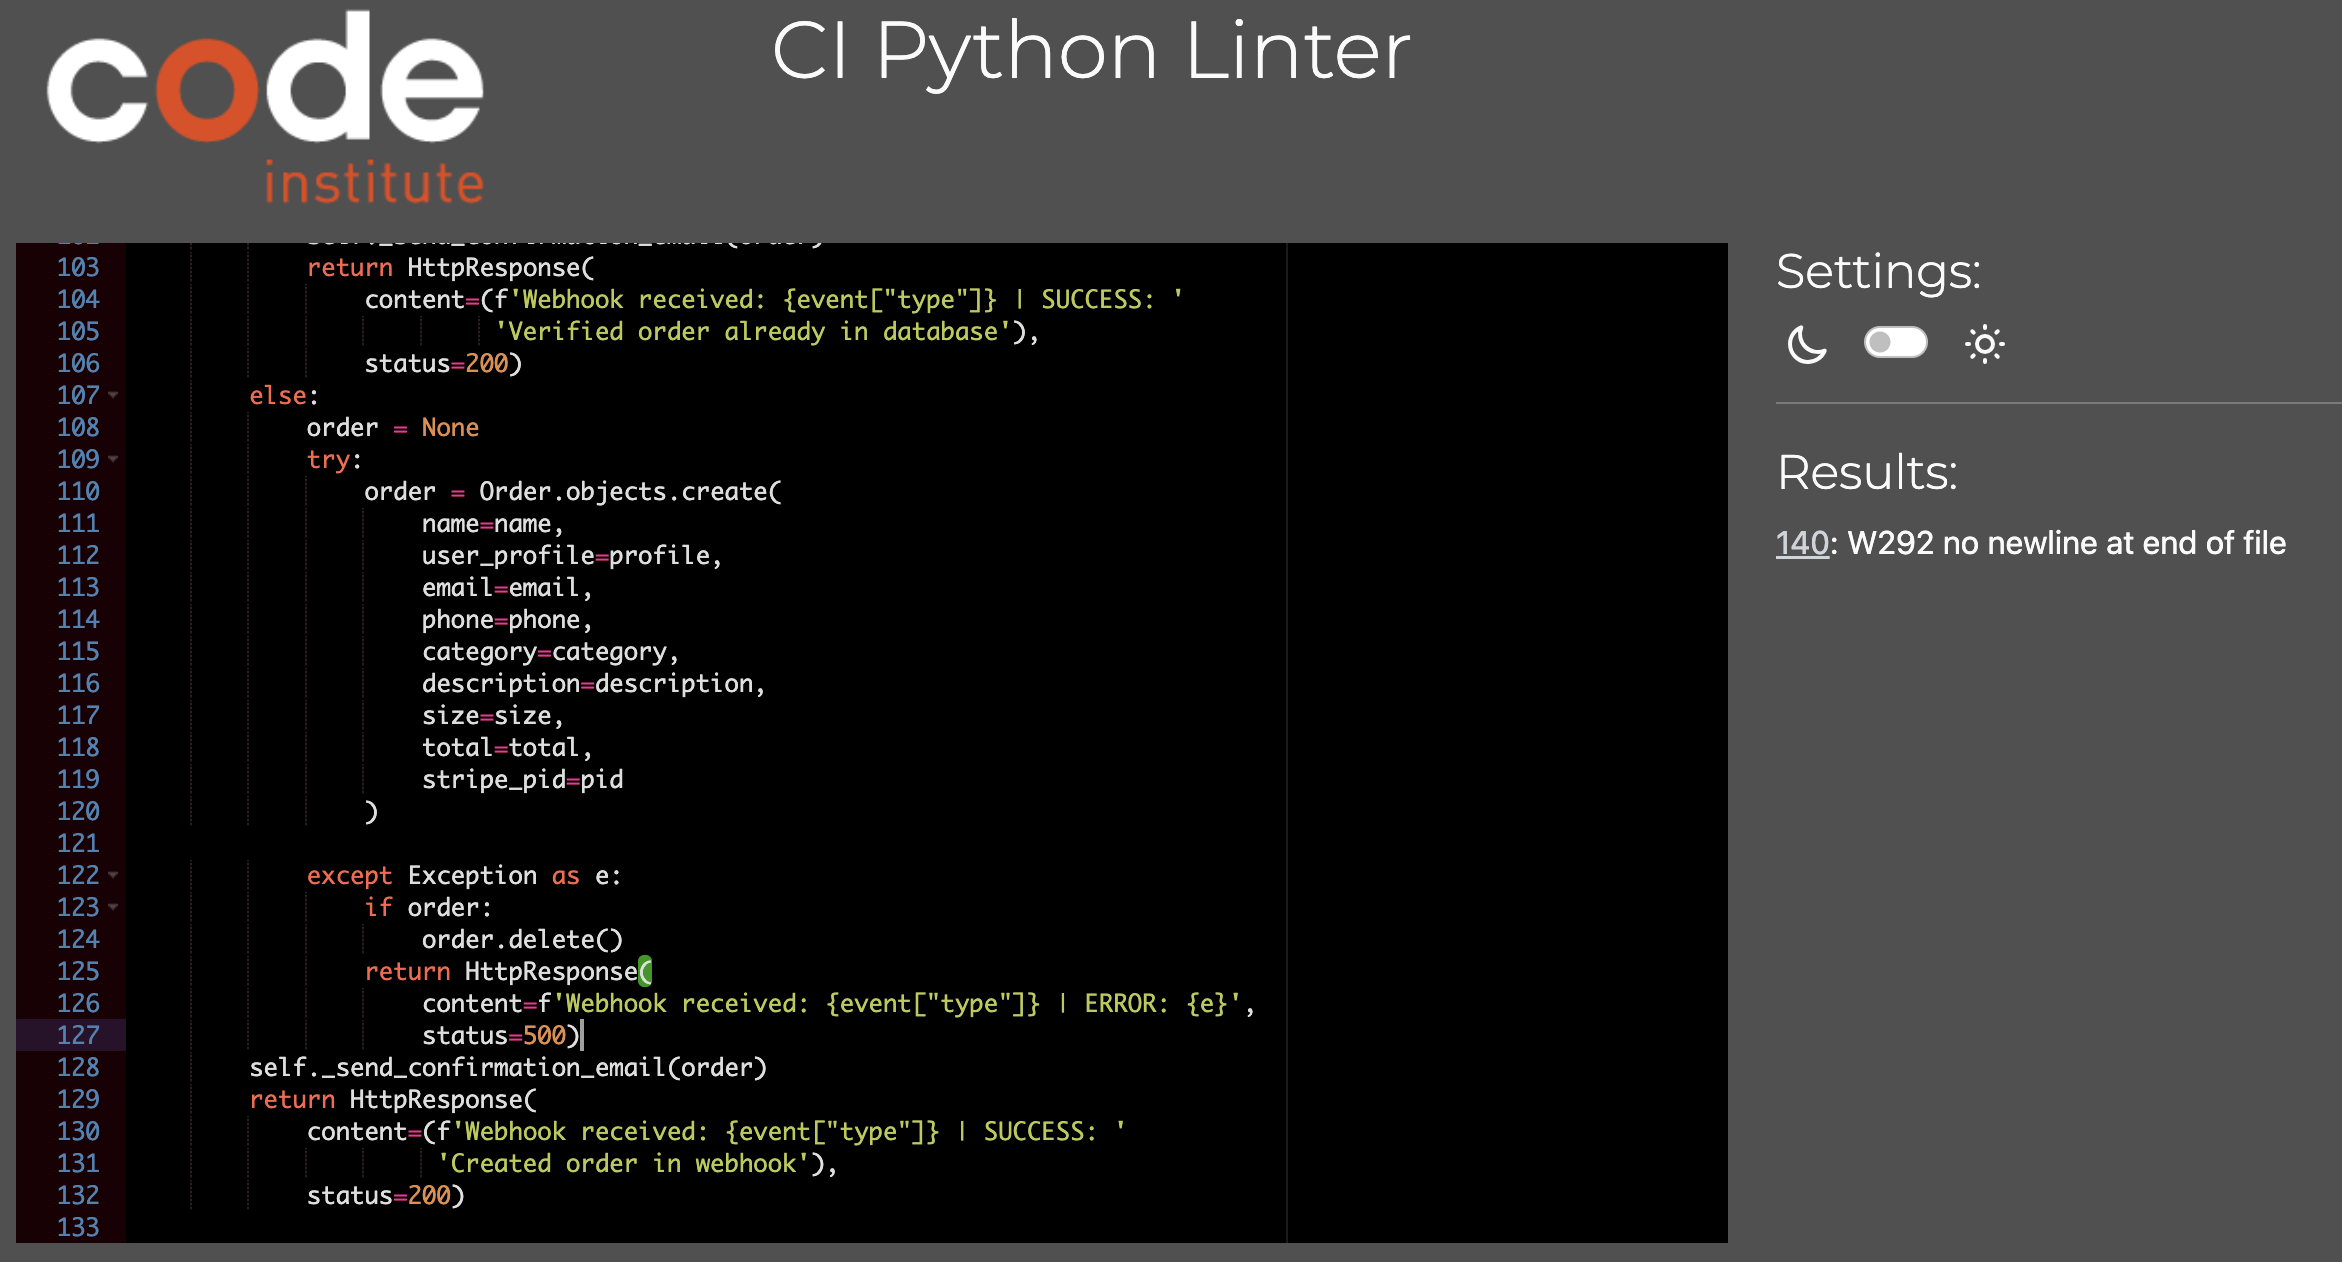 code
institute
CI Python Linter
103 return HttpResponse(
104 content=(f'Webhook received: {event["type"]} | SUCCESS: '
105 'Verified order already in database'),
106 status=200)
107 else:
108 order = None
109 try:
110 order = Order.objects.create(
111 name=name,
112 user_profile=profile,
113 email=email,
114 phone=phone,
115 category=category,
116 description=description,
117 size=size,
118 total=total,
119 stripe_pid=pid
120 )
121
122 except Exception as e:
123 if order:
124 order.delete()
125 return HttpResponse(
126 content=f'Webhook received: {event["type"]} | ERROR: {e}',
127 status=500)
128 self._send_confirmation_email(order)
129 return HttpResponse(
130 content=(f'Webhook received: {event["type"]} | SUCCESS: '
131 'Created order in webhook'),
132 status=200)
133
Settings:
Results:
140: W292 no newline at end of file